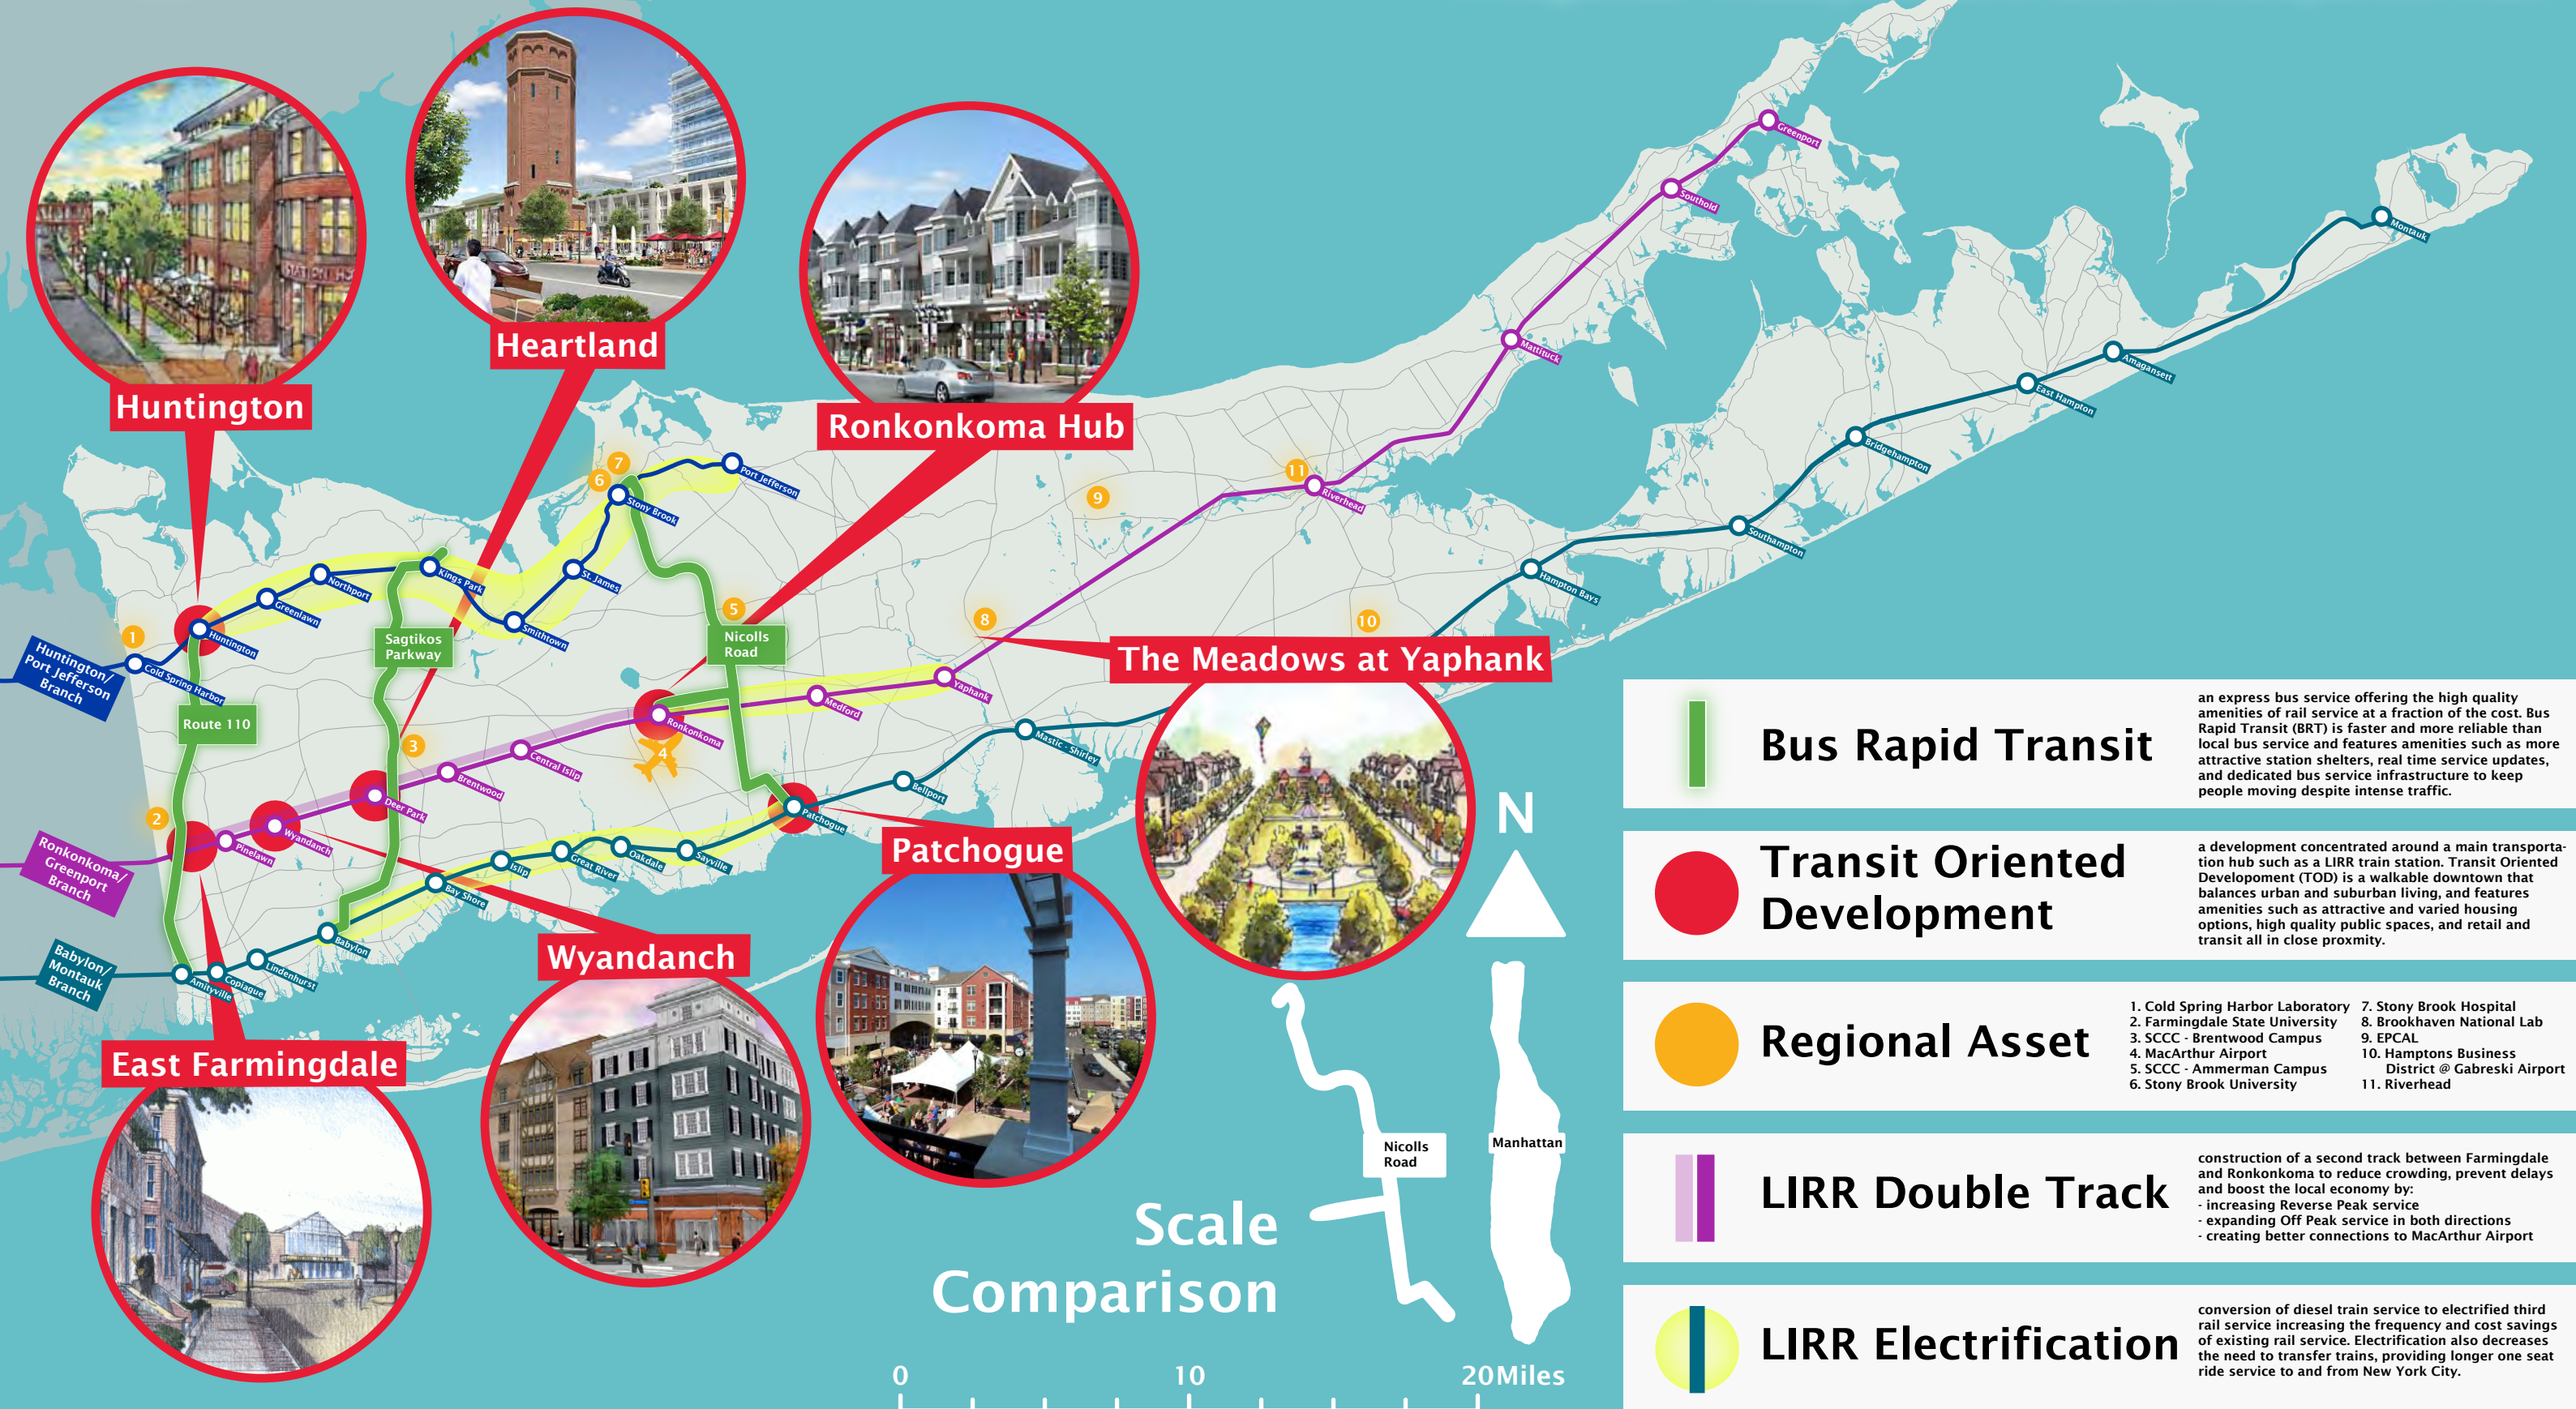 Huntington
Heartland
Ronkonkoma Hub
STATION HO
Greenport
Southold
Mattituck
Riverhead
Montauk
Amagansett
East Hampton
Bridgehampton
Southampton
Hampton Bays
7
6
Port Jefferson
Stony Brook
9
11
Kings Park
St. James
Northport
Greenlawn
Smithtown
Huntington
Cold Spring Harbor
1
5
8
10
Huntington/
Port Jefferson
Branch
Sagtikos
Parkway
Nicolls
Road
The Meadows at Yaphank
Route 110
Yaphank
Medford
Ronkonkoma
3
4
Central Islip
Brentwood
Deer Park
Wyandanch
Pinelawn
2
Mastic - Shirley
Bellport
Patchogue
Sayville
Oakdale
Great River
Islip
Bay Shore
Babylon
Lindenhurst
Copiague
Amityville
Ronkonkoma/
Greenport
Branch
Babylon/
Montauk
Branch
Patchogue
Wyandanch
East Farmingdale
N
Nicolls
Road
Manhattan
Scale
Comparison
0
10
20Miles
Bus Rapid Transit
an express bus service offering the high quality
amenities of rail service at a fraction of the cost. Bus
Rapid Transit (BRT) is faster and more reliable than
local bus service and features amenities such as more
attractive station shelters, real time service updates,
and dedicated bus service infrastructure to keep
people moving despite intense traffic.
Transit Oriented
Development
a development concentrated around a main transporta-
tion hub such as a LIRR train station. Transit Oriented
Developoment (TOD) is a walkable downtown that
balances urban and suburban living, and features
amenities such as attractive and varied housing
options, high quality public spaces, and retail and
transit all in close proxmity.
Regional Asset
1. Cold Spring Harbor Laboratory
2. Farmingdale State University
3. SCCC - Brentwood Campus
4. MacArthur Airport
5. SCCC - Ammerman Campus
6. Stony Brook University
7. Stony Brook Hospital
8. Brookhaven National Lab
9. EPCAL
10. Hamptons Business
District @ Gabreski Airport
11. Riverhead
LIRR Double Track
construction of a second track between Farmingdale
and Ronkonkoma to reduce crowding, prevent delays
and boost the local economy by:
- increasing Reverse Peak service
- expanding Off Peak service in both directions
- creating better connections to MacArthur Airport
LIRR Electrification
conversion of diesel train service to electrified third
rail service increasing the frequency and cost savings
of existing rail service. Electrification also decreases
the need to transfer trains, providing longer one seat
ride service to and from New York City.